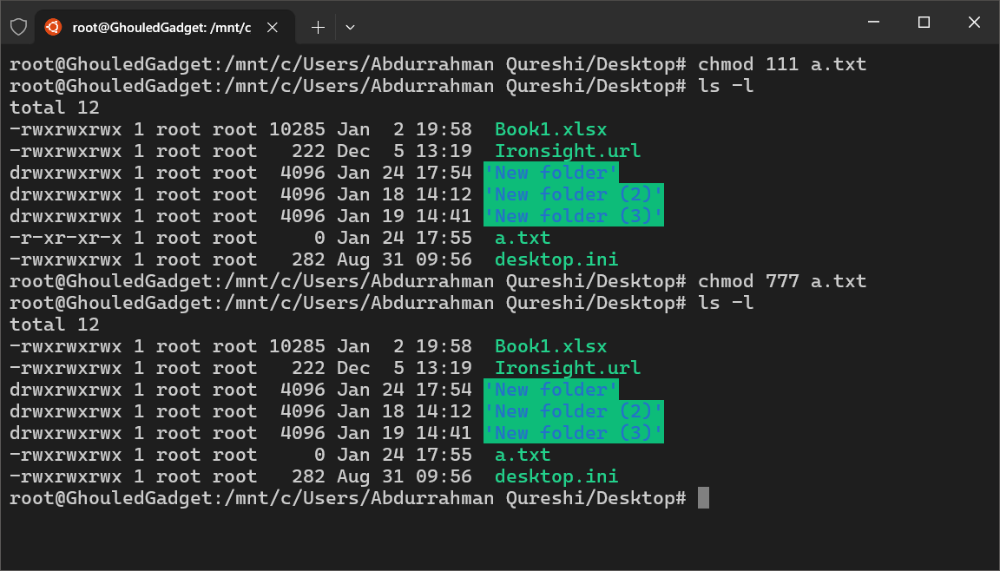 root@GhouledGadget: /mnt/c
root@GhouledGadget:/mnt/c/Users/Abdurrahman Qureshi/Desktop# chmod 111 a.txt
root@GhouledGadget:/mnt/c/Users/Abdurrahman Qureshi/Desktop# ls -l
total 12
-rwxrwxrwx 1 root root 10285 Jan  2 19:58  Book1.xlsx
-rwxrwxrwx 1 root root   222 Dec  5 13:19  Ironsight.url
drwxrwxrwx 1 root root  4096 Jan 24 17:54 'New folder'
drwxrwxrwx 1 root root  4096 Jan 18 14:12 'New folder (2)'
drwxrwxrwx 1 root root  4096 Jan 19 14:41 'New folder (3)'
-r-xr-xr-x 1 root root     0 Jan 24 17:55  a.txt
-rwxrwxrwx 1 root root   282 Aug 31 09:56  desktop.ini
root@GhouledGadget:/mnt/c/Users/Abdurrahman Qureshi/Desktop# chmod 777 a.txt
root@GhouledGadget:/mnt/c/Users/Abdurrahman Qureshi/Desktop# ls -l
total 12
-rwxrwxrwx 1 root root 10285 Jan  2 19:58  Book1.xlsx
-rwxrwxrwx 1 root root   222 Dec  5 13:19  Ironsight.url
drwxrwxrwx 1 root root  4096 Jan 24 17:54 'New folder'
drwxrwxrwx 1 root root  4096 Jan 18 14:12 'New folder (2)'
drwxrwxrwx 1 root root  4096 Jan 19 14:41 'New folder (3)'
-rwxrwxrwx 1 root root     0 Jan 24 17:55  a.txt
-rwxrwxrwx 1 root root   282 Aug 31 09:56  desktop.ini
root@GhouledGadget:/mnt/c/Users/Abdurrahman Qureshi/Desktop#